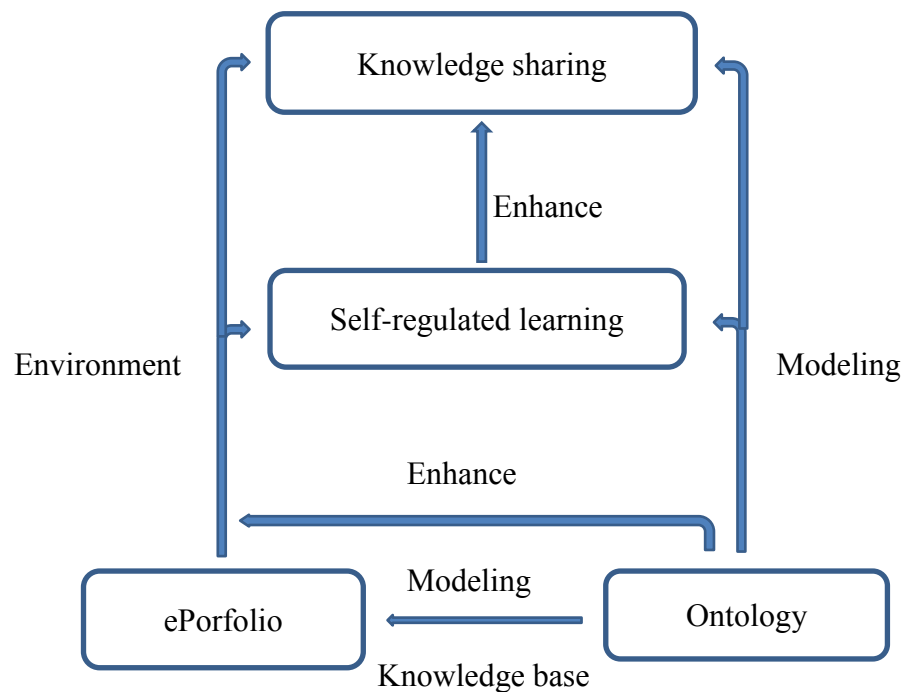 Knowledge sharing
Enhance
Self-regulated learning
Environment
Modeling
Enhance
Modeling
ePorfolio
Ontology
Knowledge base